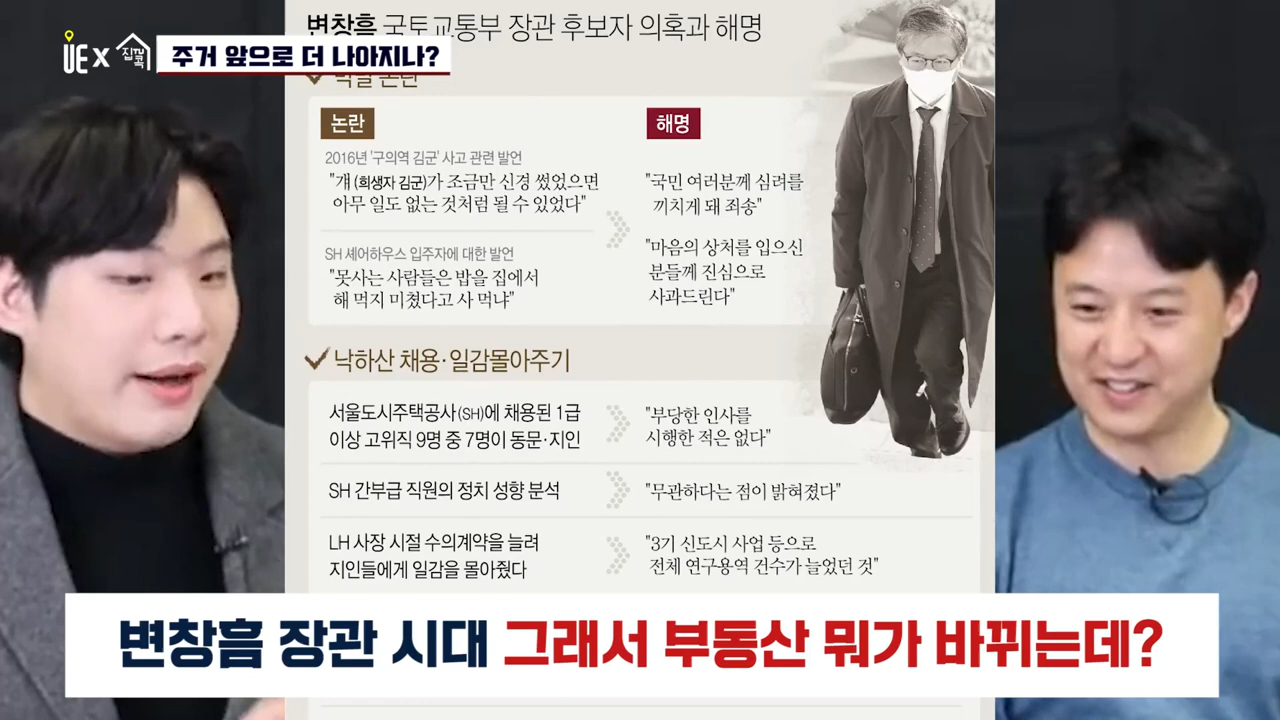 UE X 집꾹
주거 앞으로 더 나아지나?
변창흠 국토교통부 장관 후보자 의혹과 해명
막말 논란
논란
해명
2016년 '구의역 김군' 사고 관련 발언
"걔(희생자 김군)가 조금만 신경 썼었으면
아무 일도 없는 것처럼 될 수 있었다"
"국민 여러분께 심려를
끼치게 돼 죄송"
SH 셰어하우스 입주자에 대한 발언
"못사는 사람들은 밥을 집에서
해 먹지 미쳤다고 사 먹냐"
"마음의 상처를 입으신
분들께 진심으로
사과드린다"
낙하산 채용·일감몰아주기
서울도시주택공사(SH)에 채용된 1급
이상 고위직 9명 중 7명이 동문·지인
"부당한 인사를
시행한 적은 없다"
SH 간부급 직원의 정치 성향 분석
"무관하다는 점이 밝혀졌다"
LH 사장 시절 수의계약을 늘려
지인들에게 일감을 몰아줬다
"3기 신도시 사업 등으로
전체 연구용역 건수가 늘었던 것"
변창흠 장관 시대 그래서 부동산 뭐가 바뀌는데?